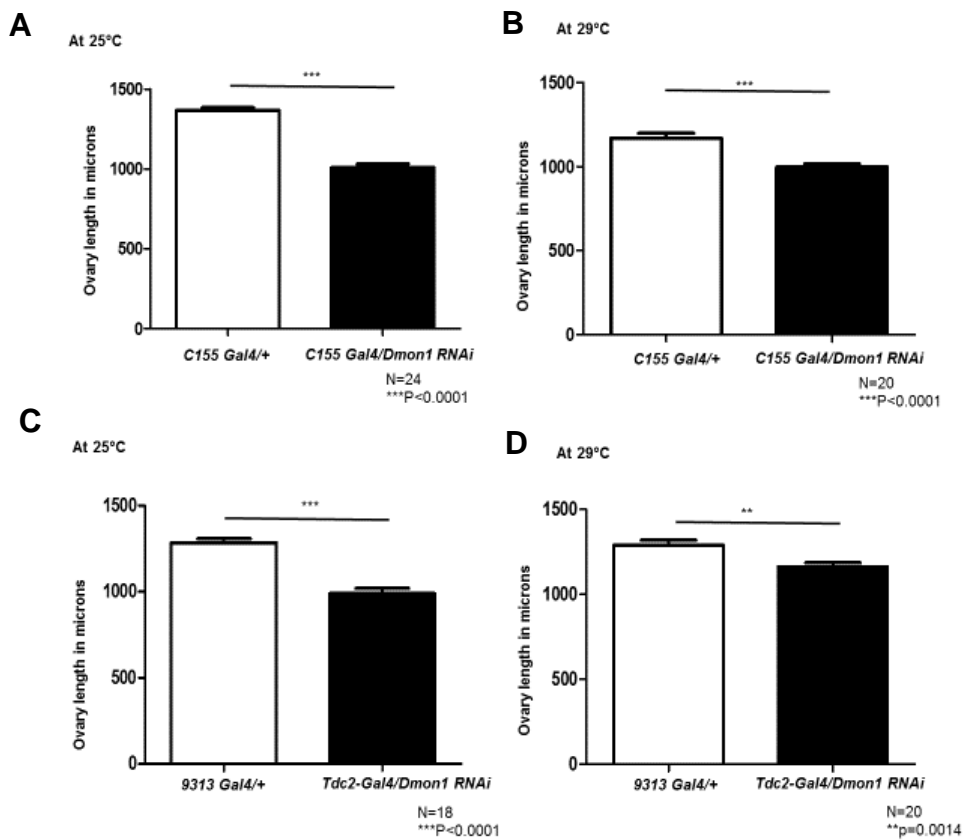 A
At 25°C
***
1500
1000
500
0
Ovary length in microns
C155 Gal4/+
C155 Gal4/Dmon1 RNAi
N=24
***P<0.0001
B
At 29°C
***
1500
1000
500
0
Ovary length in microns
C155 Gal4/+
C155 Gal4/Dmon1 RNAi
N=20
***P<0.0001
C
At 25°C
***
1500
1000
500
0
Ovary length in microns
9313 Gal4/+
Tdc2-Gal4/Dmon1 RNAi
N=18
***P<0.0001
D
At 29°C
**
1500
1000
500
0
Ovary length in microns
9313 Gal4/+
Tdc2-Gal4/Dmon1 RNAi
N=20
**p=0.0014